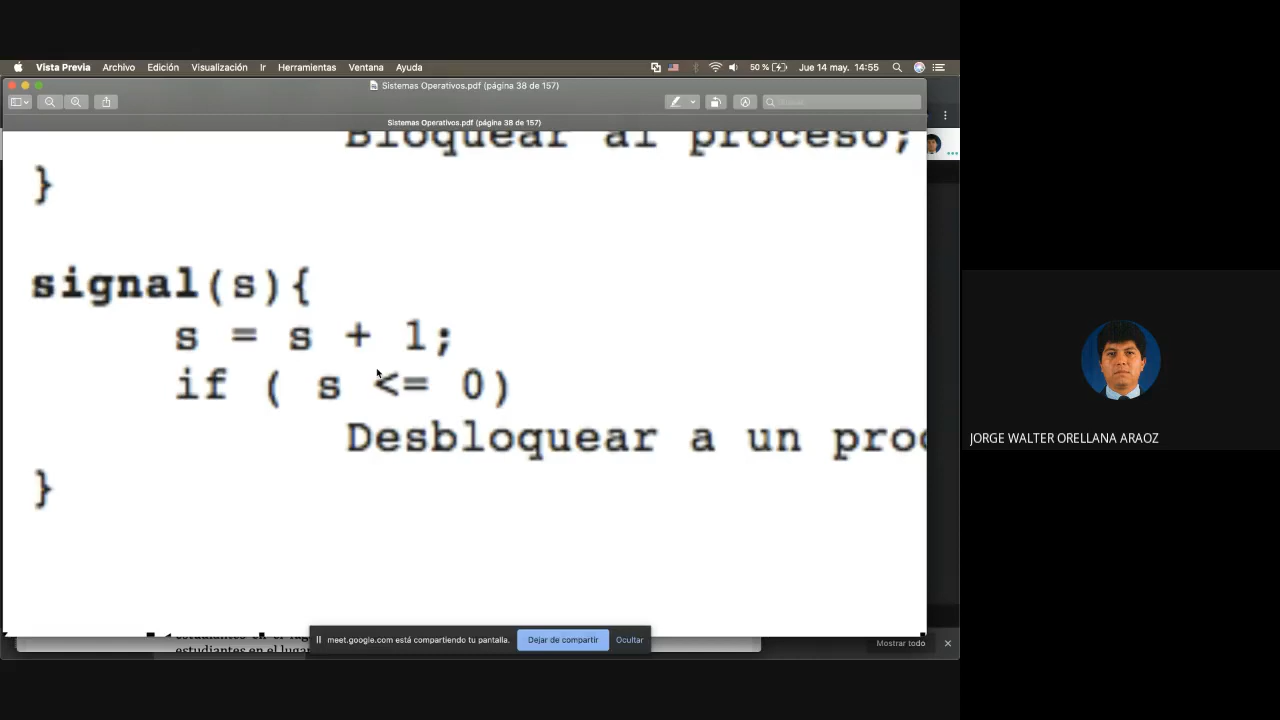 Vista Previa Archivo Edición Visualización Ir Herramientas Ventana Ayuda 50 % Jue 14 may. 14:55
Sistemas Operativos.pdf (página 38 de 157)
Sistemas Operativos.pdf (página 38 de 157)
Bloquear al proceso;
}
signal(s){
s = s + 1;
if ( s <= 0)
Desbloquear a un proc
}
JORGE WALTER ORELLANA ARAOZ
meet.google.com está compartiendo tu pantalla. Dejar de compartir Ocultar
Mostrar todo
estudiantes en el lugar